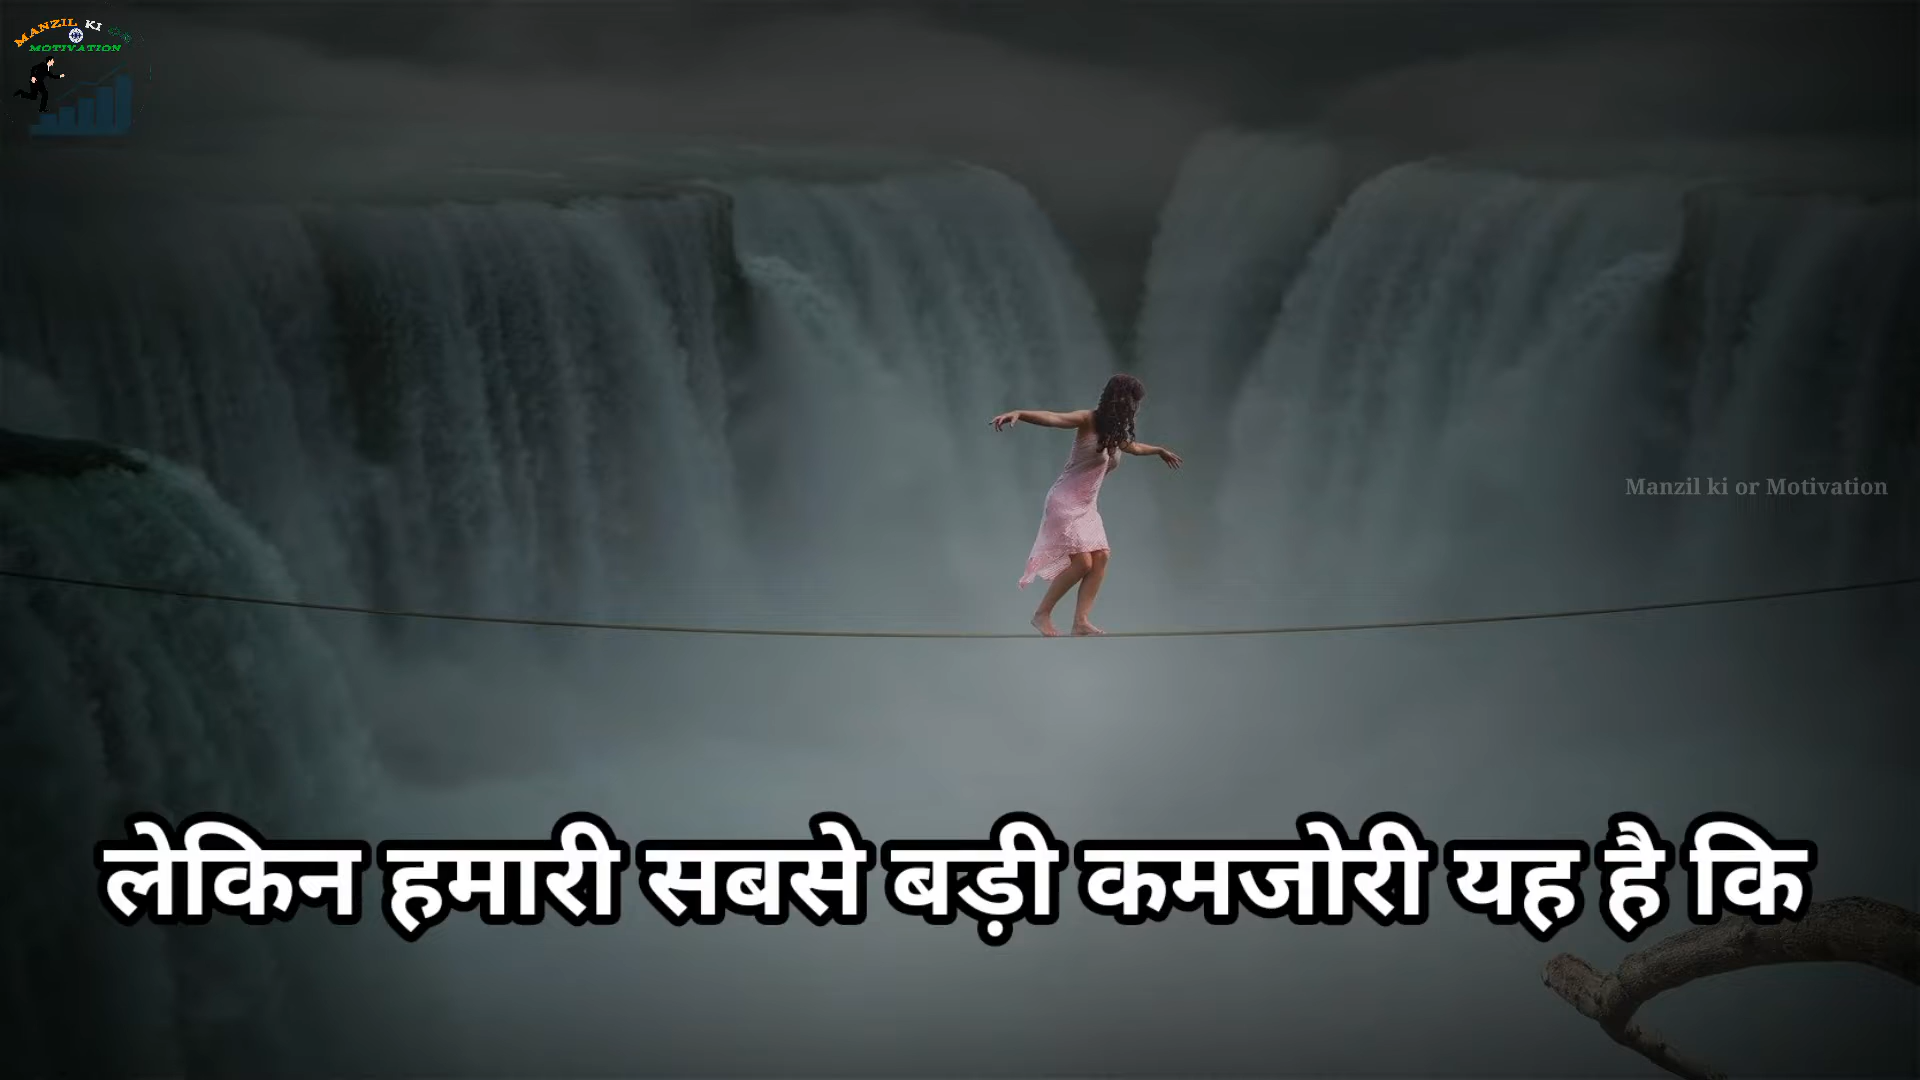 MANZIL KI
MOTIVATION
Manzil ki or Motivation
लेकिन हमारी सबसे बड़ी कमजोरी यह है कि